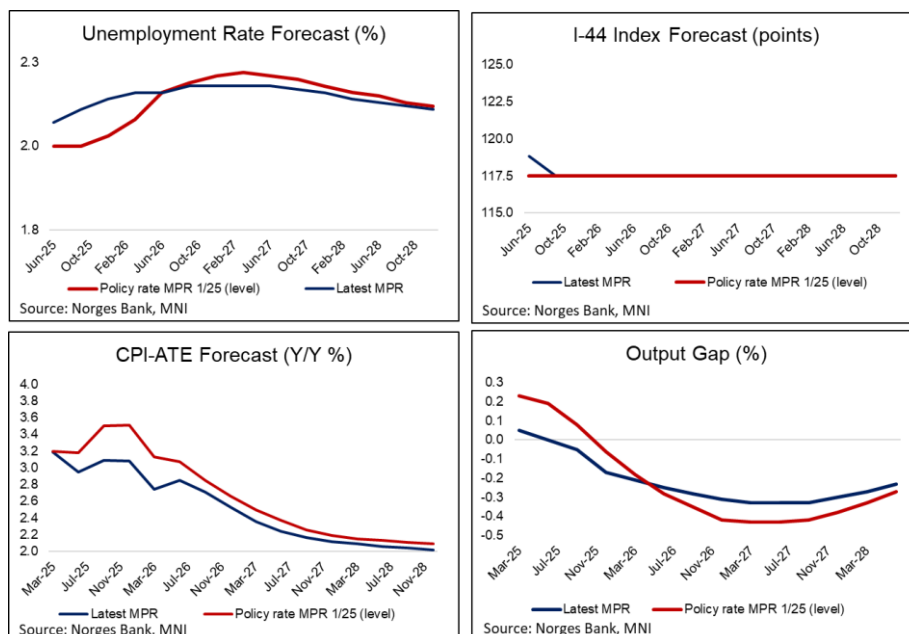 Unemployment Rate Forecast (%)
2.3
2.0
1.8
Jun-25 Oct-25 Feb-26 Jun-26 Oct-26 Feb-27 Jun-27 Oct-27 Feb-28 Jun-28 Oct-28
Policy rate MPR 1/25 (level) Latest MPR
Source: Norges Bank, MNI
I-44 Index Forecast (points)
125.0
122.5
120.0
117.5
115.0
Jun-25 Oct-25 Feb-26 Jun-26 Oct-26 Feb-27 Jun-27 Oct-27 Feb-28 Jun-28 Oct-28
Latest MPR Policy rate MPR 1/25 (level)
Source: Norges Bank, MNI
CPI-ATE Forecast (Y/Y %)
4.0
3.8
3.6
3.4
3.2
3.0
2.8
2.6
2.4
2.2
2.0
Mar-25 Jul-25 Nov-25 Mar-26 Jul-26 Nov-26 Mar-27 Jul-27 Nov-27 Mar-28 Jul-28 Nov-28
Latest MPR Policy rate MPR 1/25 (level)
Source: Norges Bank, MNI
Output Gap (%)
0.3
0.2
0.1
0.0
-0.1
-0.2
-0.3
-0.4
-0.5
Mar-25 Jul-25 Nov-25 Mar-26 Jul-26 Nov-26 Mar-27 Jul-27 Nov-27 Mar-28
Latest MPR Policy rate MPR 1/25 (level)
Source: Norges Bank, MNI